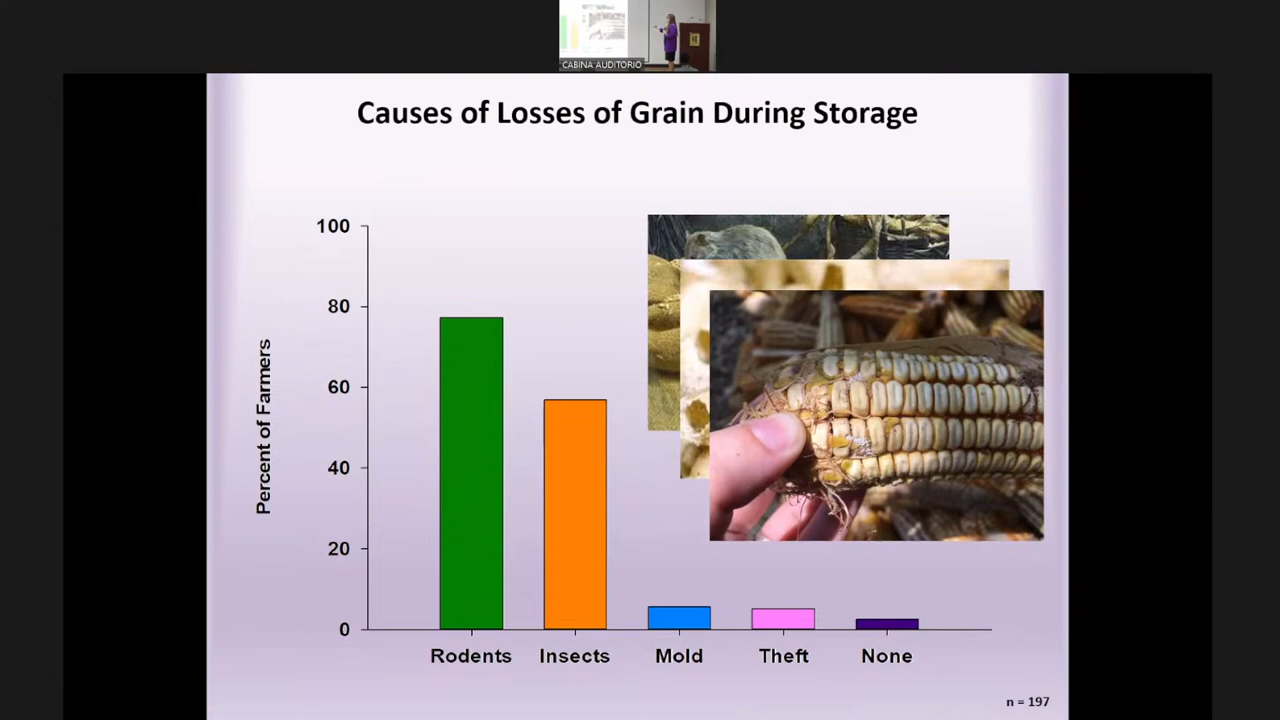 CABINA AUDITORIO
Causes of Losses of Grain During Storage
Percent of Farmers
100
80
60
40
20
0
Rodents Insects Mold Theft None
n = 197